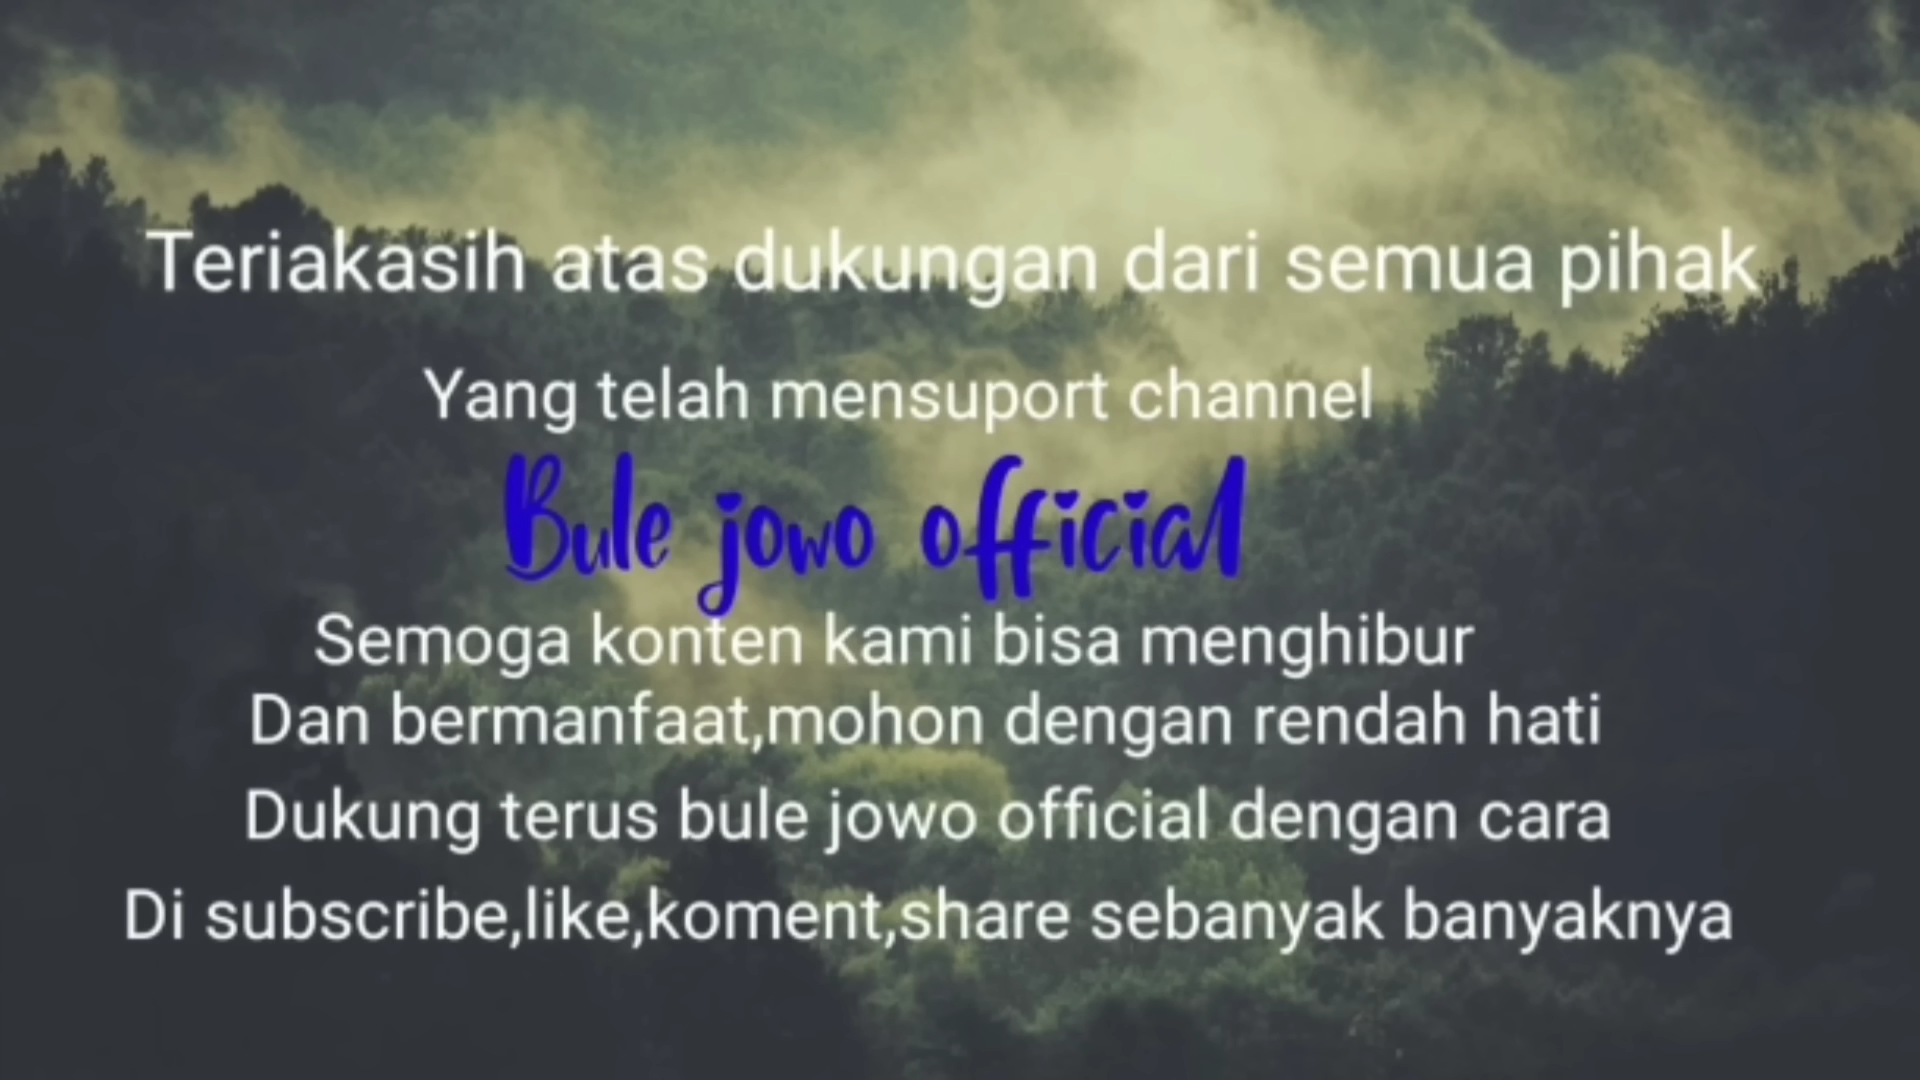 Teriakasih atas dukungan dari semua pihak
Yang telah mensuport channel
Bule jowo official
Semoga konten kami bisa menghibur
Dan bermanfaat,mohon dengan rendah hati
Dukung terus bule jowo official dengan cara
Di subscribe,like,koment,share sebanyak banyaknya